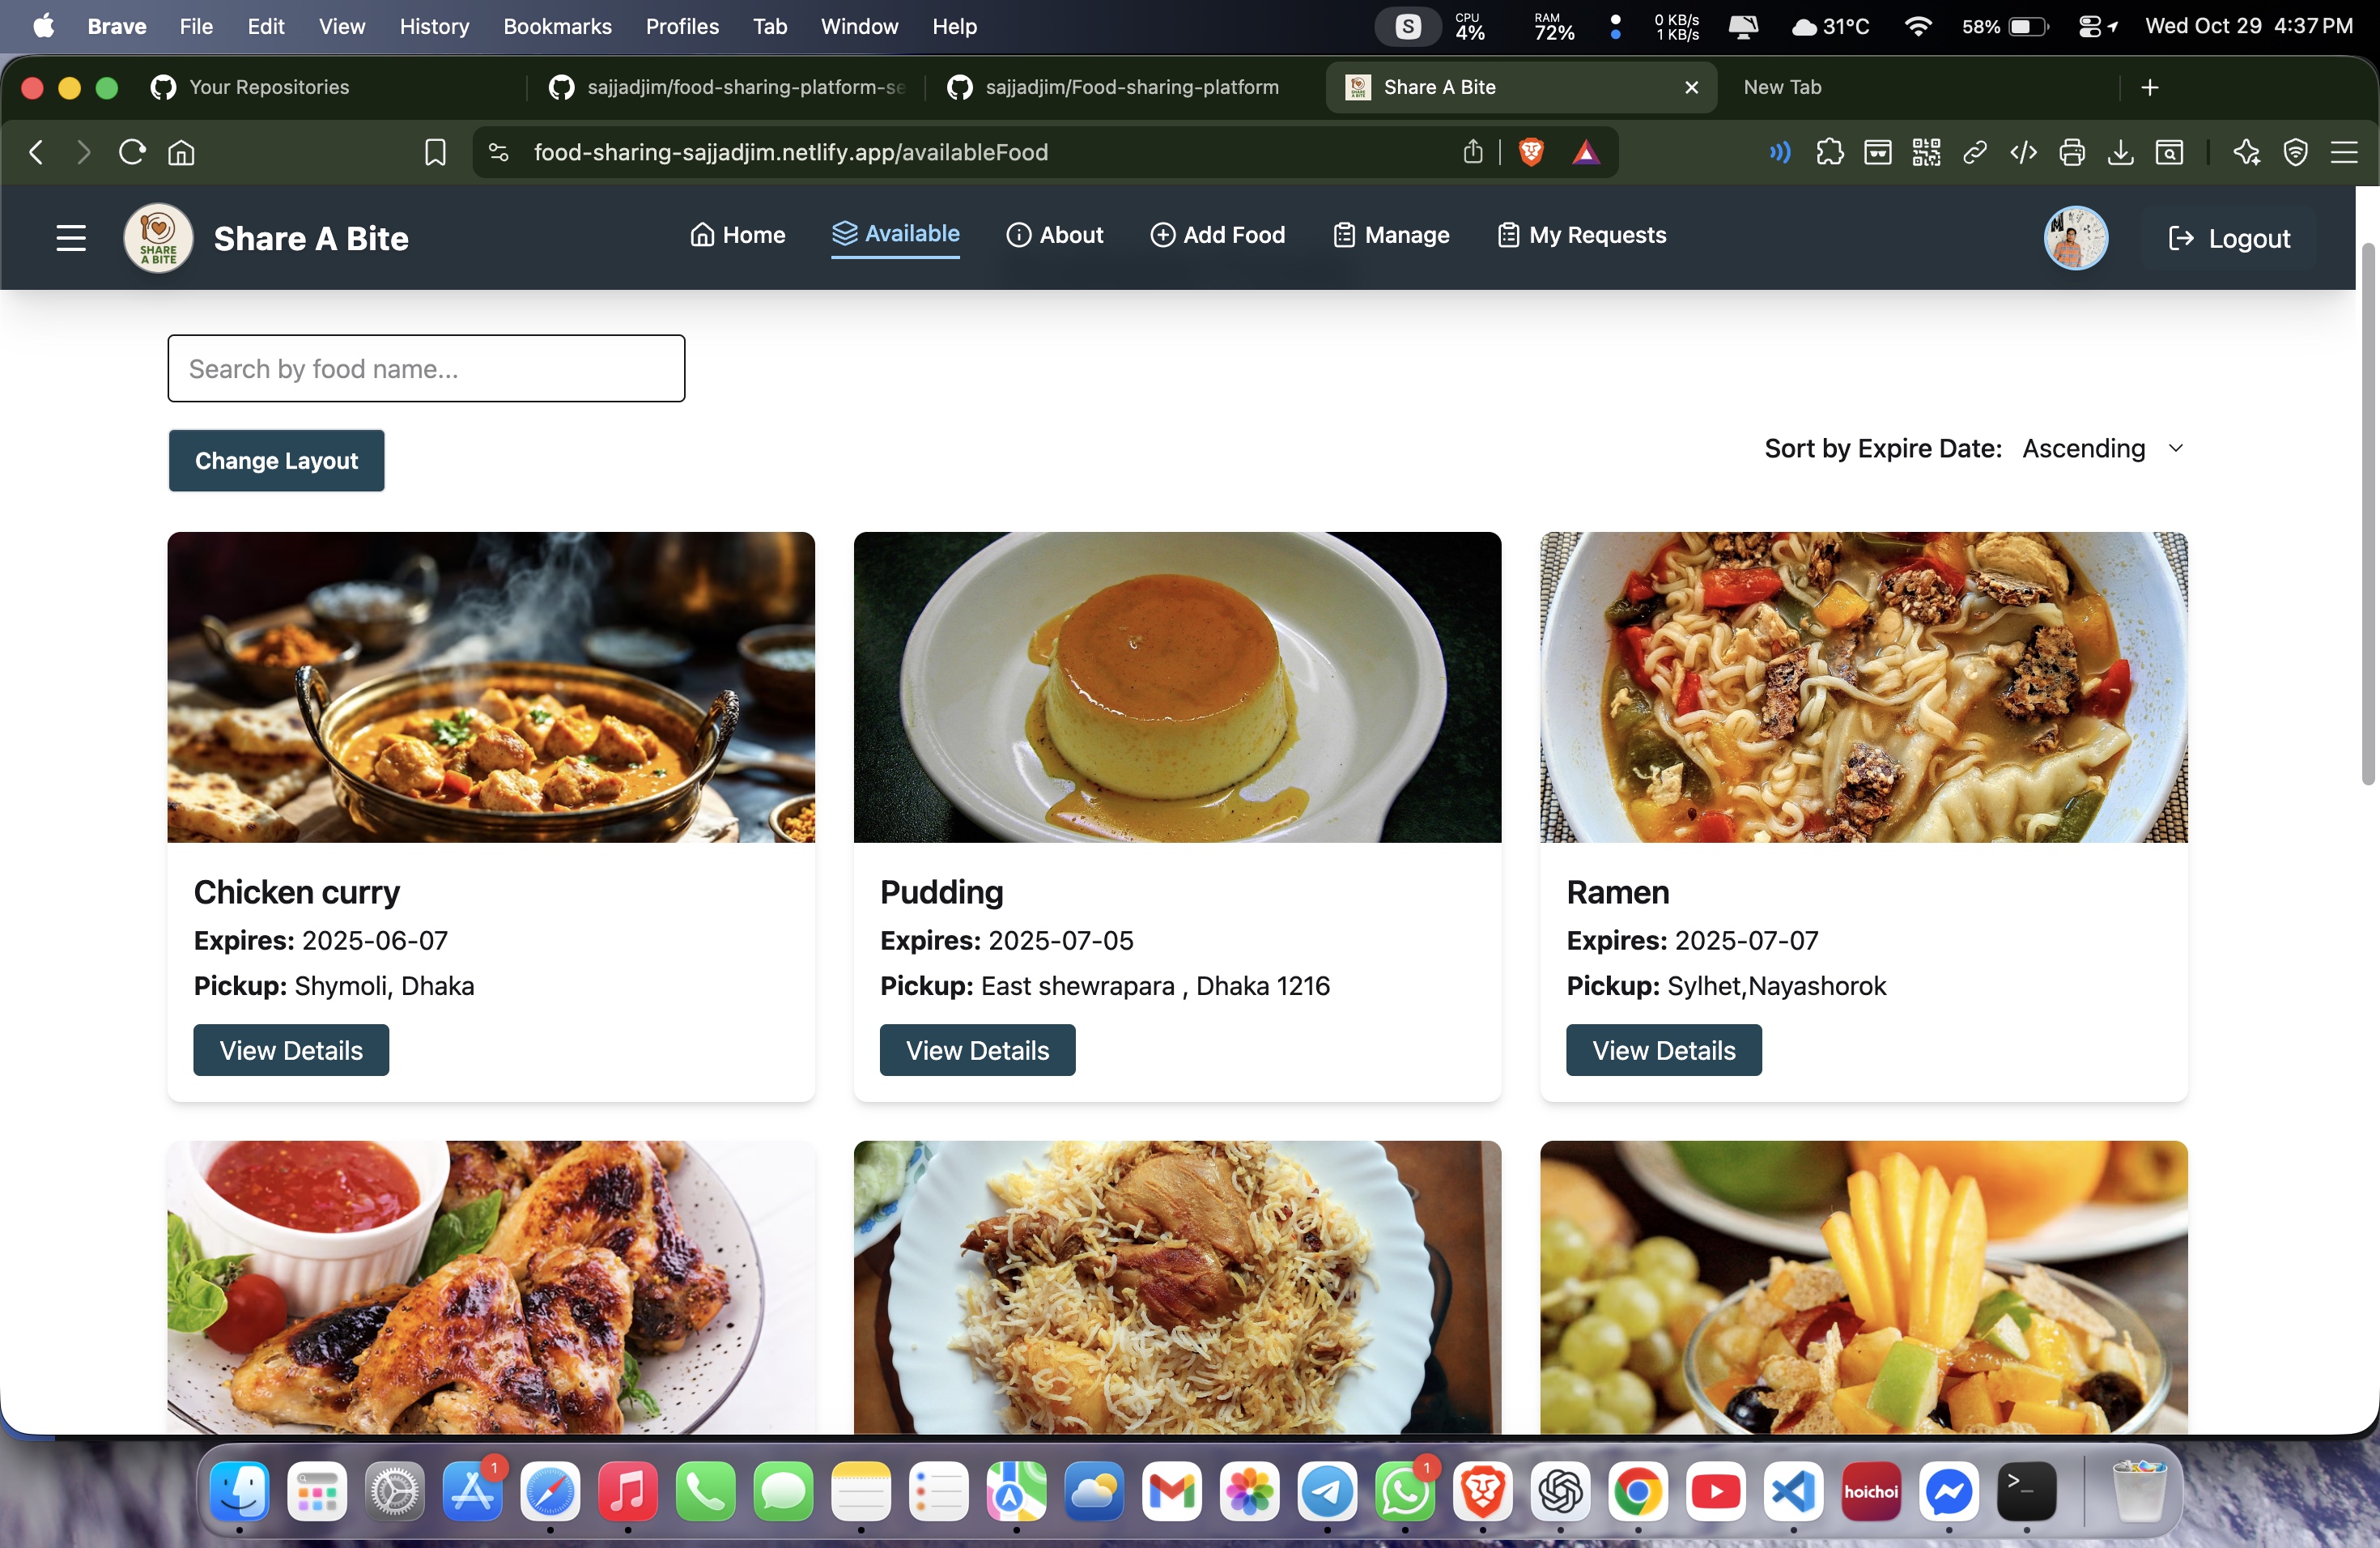 Brave File Edit View History Bookmarks Profiles Tab Window Help S CPU 4% RAM 72% 0 KB/s 1 KB/s 31°C 58% Wed Oct 29 4:37 PM
Your Repositories sajjadjim/food-sharing-platform-se sajjadjim/Food-sharing-platform Share A Bite New Tab
food-sharing-sajjadjim.netlify.app/availableFood
SHARE A BITE Share A Bite Home Available About Add Food Manage My Requests Logout
Search by food name...
Change Layout Sort by Expire Date: Ascending
Chicken curry
Expires: 2025-06-07
Pickup: Shymoli, Dhaka
View Details
Pudding
Expires: 2025-07-05
Pickup: East shewrapara , Dhaka 1216
View Details
Ramen
Expires: 2025-07-07
Pickup: Sylhet,Nayashorok
View Details
1 1 hoichoi